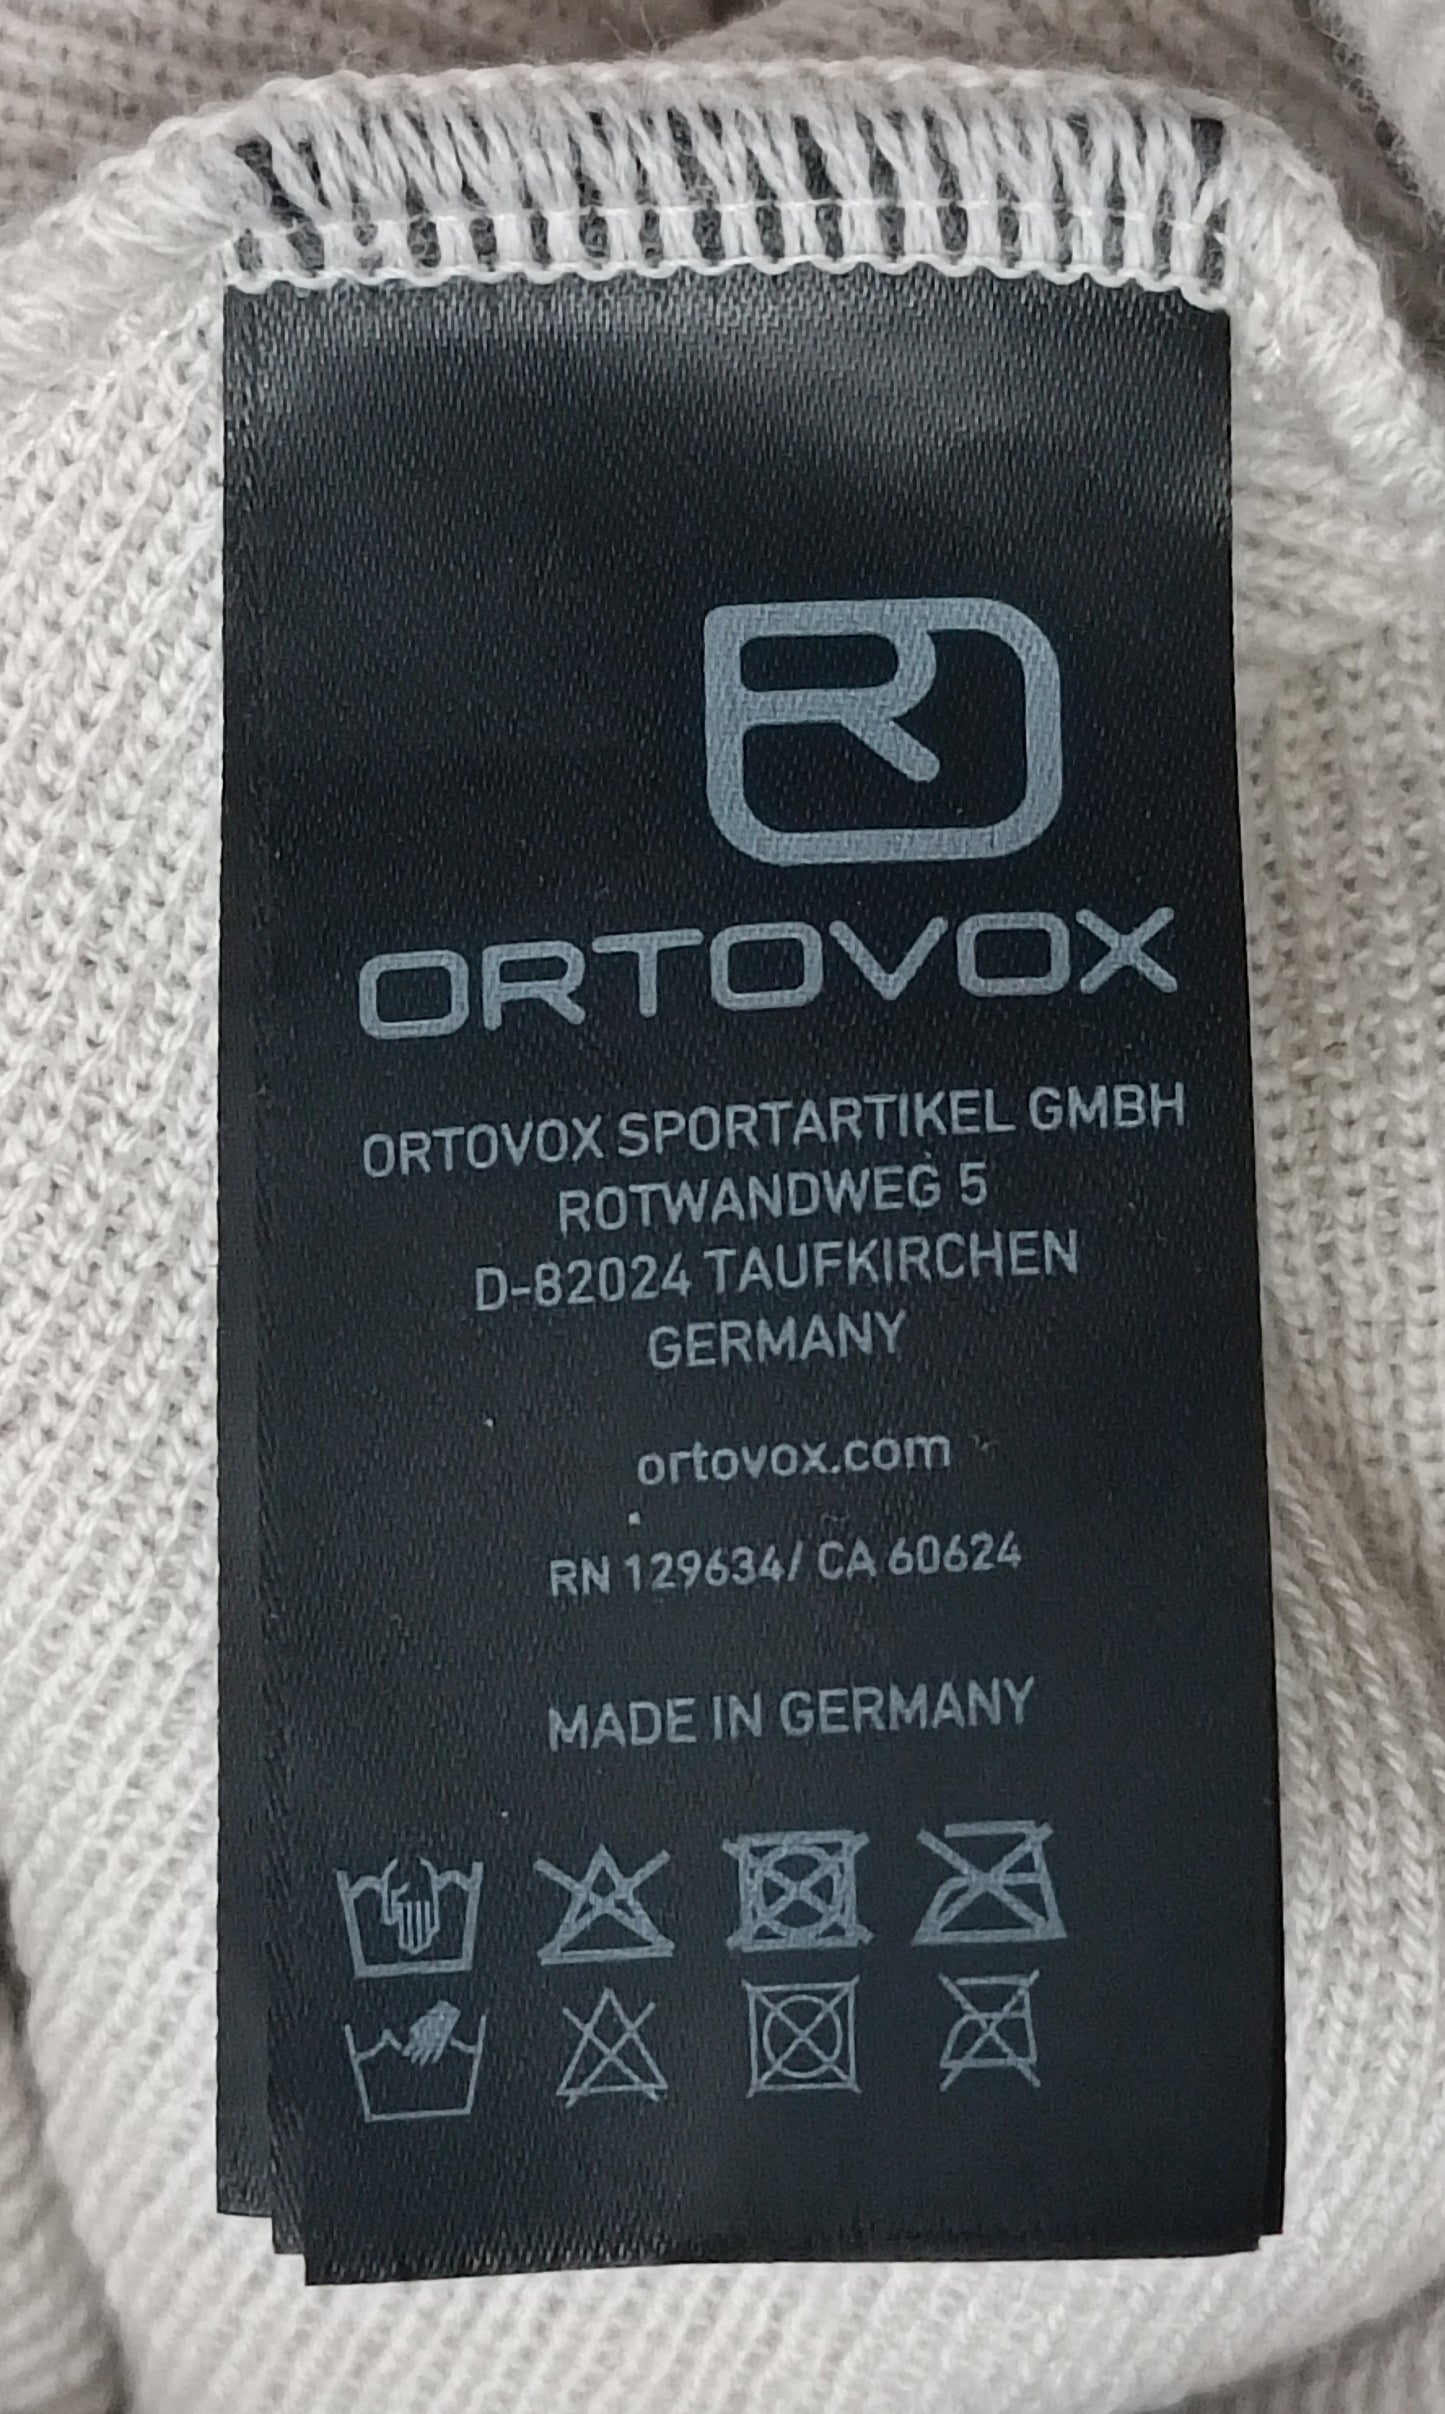 ORTOVOX
ORTOVOX SPORTARTIKEL GMBH
ROTWANDWEG 5
D-82024 TAUFKIRCHEN
GERMANY
ortovox.com
RN 129634/ CA 60624
MADE IN GERMANY